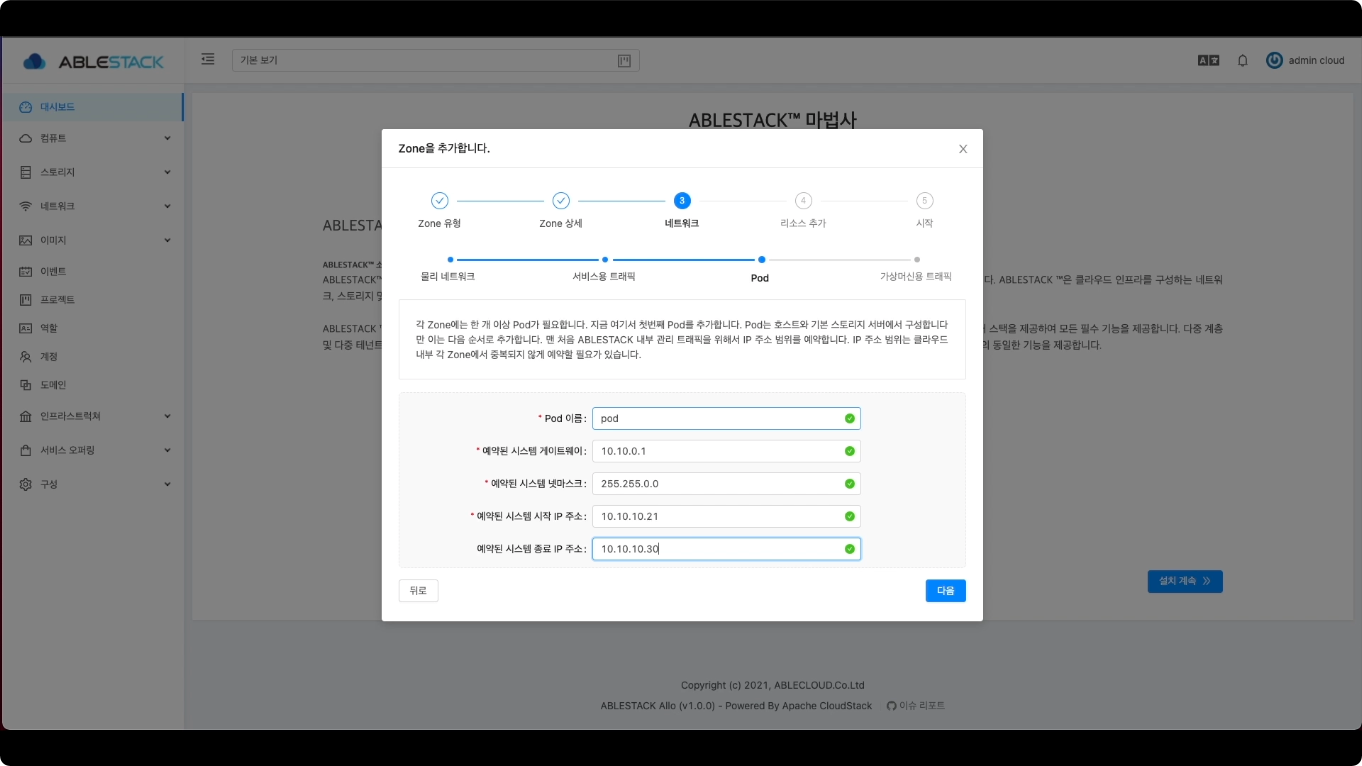 ABLESTACK
기본 보기
admin cloud
대시보드
컴퓨트
스토리지
네트워크
이미지
이벤트
프로젝트
역할
계정
도메인
인프라스트럭쳐
서비스 오퍼링
구성
ABLESTACK™ 마법사
ABLESTA
ABLESTACK™
ABLESTACK™
크, 스토리지 및
다. ABLESTACK ™은 클라우드 인프라를 구성하는 네트워
ABLESTACK
스택을 제공하여 모든 필수 기능을 제공합니다. 다중 계층
및 다중 테넌트
의 동일한 기능을 제공합니다.
Zone을 추가합니다.
Zone 유형
Zone 상세
3
네트워크
4
리소스 추가
5
시작
물리 네트워크
서비스용 트래픽
Pod
가상머신용 트래픽
각 Zone에는 한 개 이상 Pod가 필요합니다. 지금 여기서 첫번째 Pod를 추가합니다. Pod는 호스트와 기본 스토리지 서버에서 구성합니다
만 이는 다음 순서로 추가합니다. 맨 처음 ABLESTACK 내부 관리 트래픽을 위해서 IP 주소 범위를 예약합니다. IP 주소 범위는 클라우드
내부 각 Zone에서 중복되지 않게 예약할 필요가 있습니다.
* Pod 이름: pod
* 예약된 시스템 게이트웨이: 10.10.0.1
* 예약된 시스템 넷마스크: 255.255.0.0
* 예약된 시스템 시작 IP 주소: 10.10.10.21
예약된 시스템 종료 IP 주소: 10.10.10.30
뒤로
다음
설치 계속
Copyright (c) 2021, ABLECLOUD.Co.Ltd
ABLESTACK Allo (v1.0.0) - Powered By Apache CloudStack 이슈 리포트